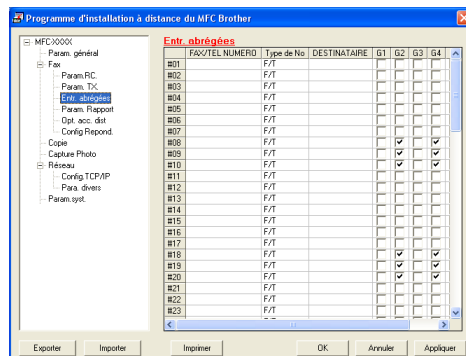 Programme d'installation à distance du MFC Brother
MFC-XXXX
Param. général
Fax
Param.RC.
Param. TX.
Entr. abrégées
Param. Rapport
Opt. acc. dist
Config Repond.
Copie
Capture Photo
Réseau
Config.TCP/IP
Para. divers
Param.syst.
Entr. abrégées
FAX/TEL NUMERO Type de No DESTINATAIRE G1 G2 G3 G4
#01 F/T
#02 F/T
#03 F/T
#04 F/T
#05 F/T
#06 F/T
#07 F/T
#08 F/T
#09 F/T
#10 F/T
#11 F/T
#12 F/T
#13 F/T
#14 F/T
#15 F/T
#16 F/T
#17 F/T
#18 F/T
#19 F/T
#20 F/T
#21 F/T
#22 F/T
#23 F/T
Exporter Importer Imprimer OK Annuler Appliquer